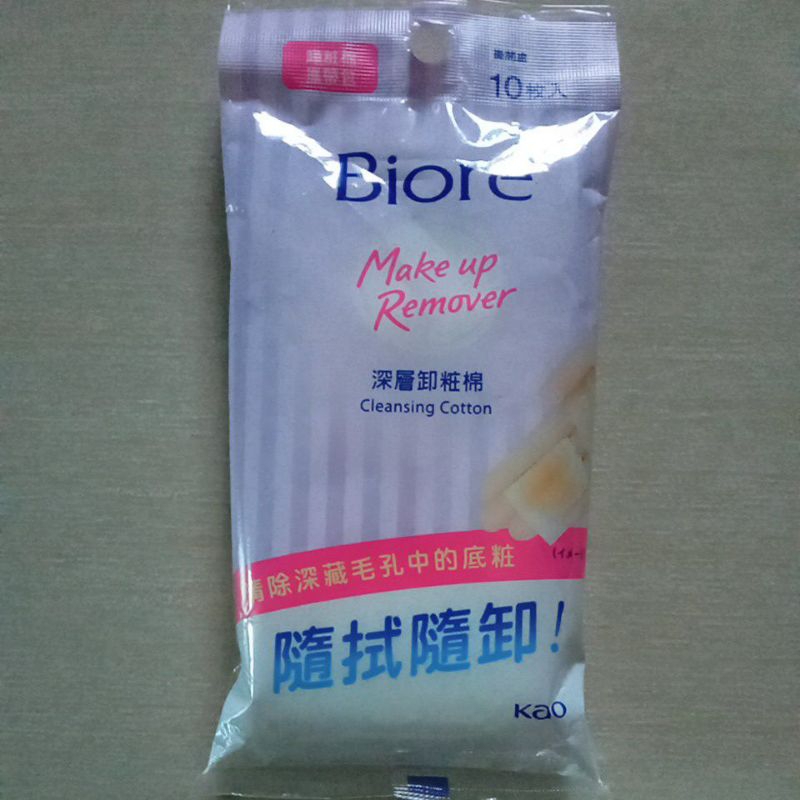 10枚入
Biore
Make up
Remover
深層卸粧棉
Cleansing Cotton
清除深藏毛孔中的底粧
隨拭隨卸!
Kao